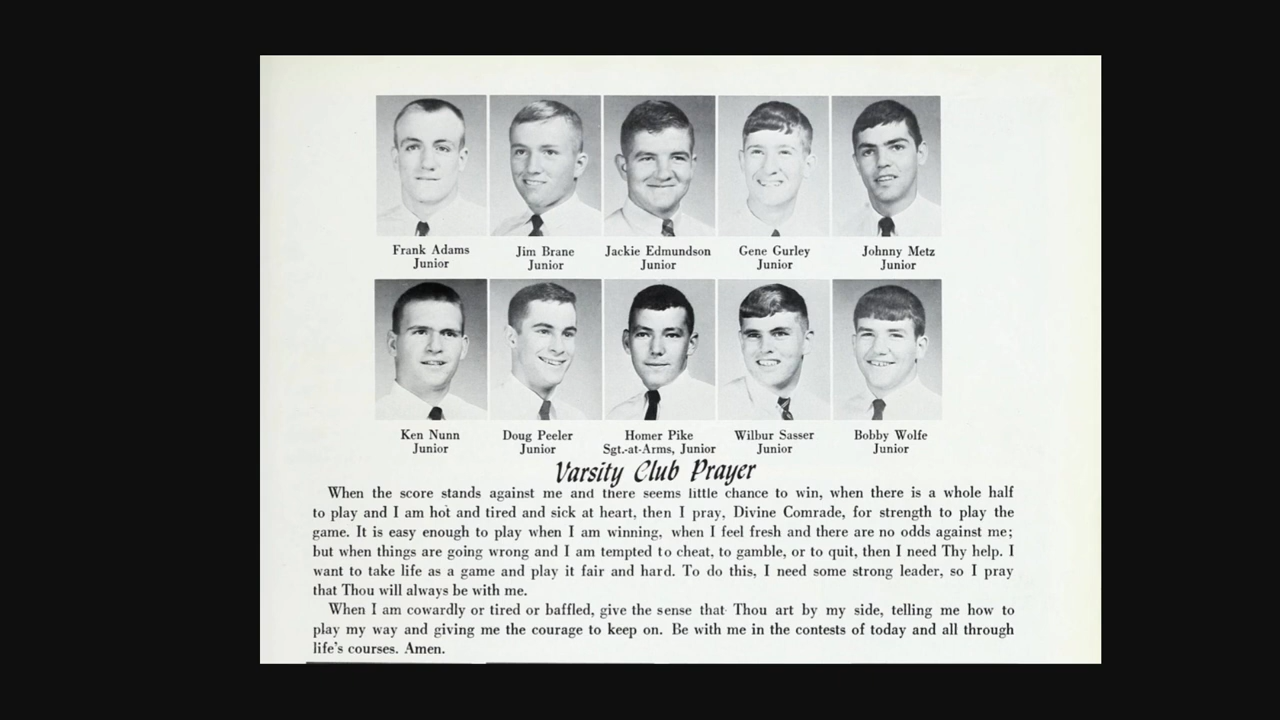 Frank Adams
Junior
Jim Brane
Junior
Jackie Edmundson
Junior
Gene Gurley
Junior
Johnny Metz
Junior
Ken Nunn
Junior
Doug Peeler
Junior
Homer Pike
Sgt.-at-Arms, Junior
Wilbur Sasser
Junior
Bobby Wolfe
Junior
Varsity Club Prayer
When the score stands against me and there seems little chance to win, when there is a whole half
to play and I am hot and tired and sick at heart, then I pray, Divine Comrade, for strength to play the
game. It is easy enough to play when I am winning, when I feel fresh and there are no odds against me;
but when things are going wrong and I am tempted to cheat, to gamble, or to quit, then I need Thy help. I
want to take life as a game and play it fair and hard. To do this, I need some strong leader, so I pray
that Thou will always be with me.
When I am cowardly or tired or baffled, give the sense that Thou art by my side, telling me how to
play my way and giving me the courage to keep on. Be with me in the contests of today and all through
life's courses. Amen.